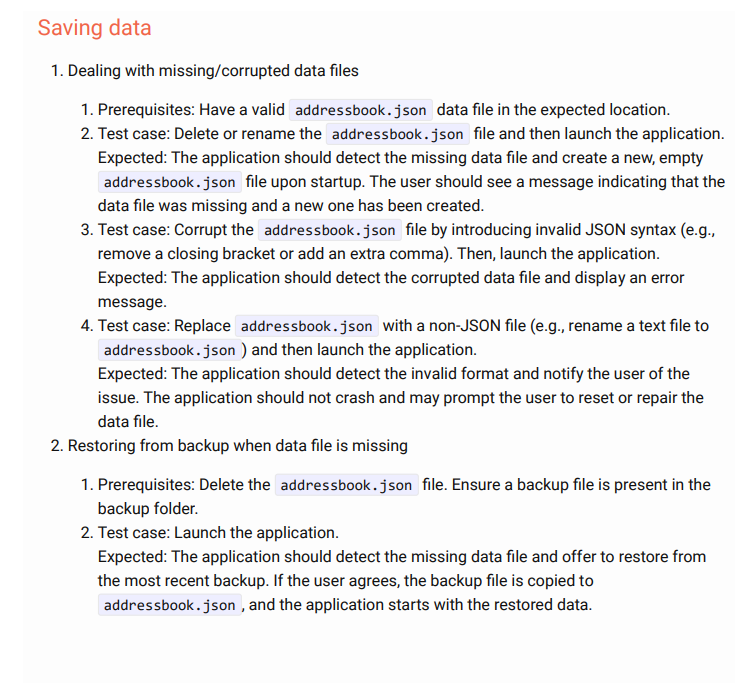 Saving data
1. Dealing with missing/corrupted data files
1. Prerequisites: Have a valid addressbook.json data file in the expected location.
2. Test case: Delete or rename the addressbook.json file and then launch the application.
Expected: The application should detect the missing data file and create a new, empty
addressbook.json file upon startup. The user should see a message indicating that the
data file was missing and a new one has been created.
3. Test case: Corrupt the addressbook.json file by introducing invalid JSON syntax (e.g.,
remove a closing bracket or add an extra comma). Then, launch the application.
Expected: The application should detect the corrupted data file and display an error
message.
4. Test case: Replace addressbook.json with a non-JSON file (e.g., rename a text file to
addressbook.json ) and then launch the application.
Expected: The application should detect the invalid format and notify the user of the
issue. The application should not crash and may prompt the user to reset or repair the
data file.
2. Restoring from backup when data file is missing
1. Prerequisites: Delete the addressbook.json file. Ensure a backup file is present in the
backup folder.
2. Test case: Launch the application.
Expected: The application should detect the missing data file and offer to restore from
the most recent backup. If the user agrees, the backup file is copied to
addressbook.json , and the application starts with the restored data.